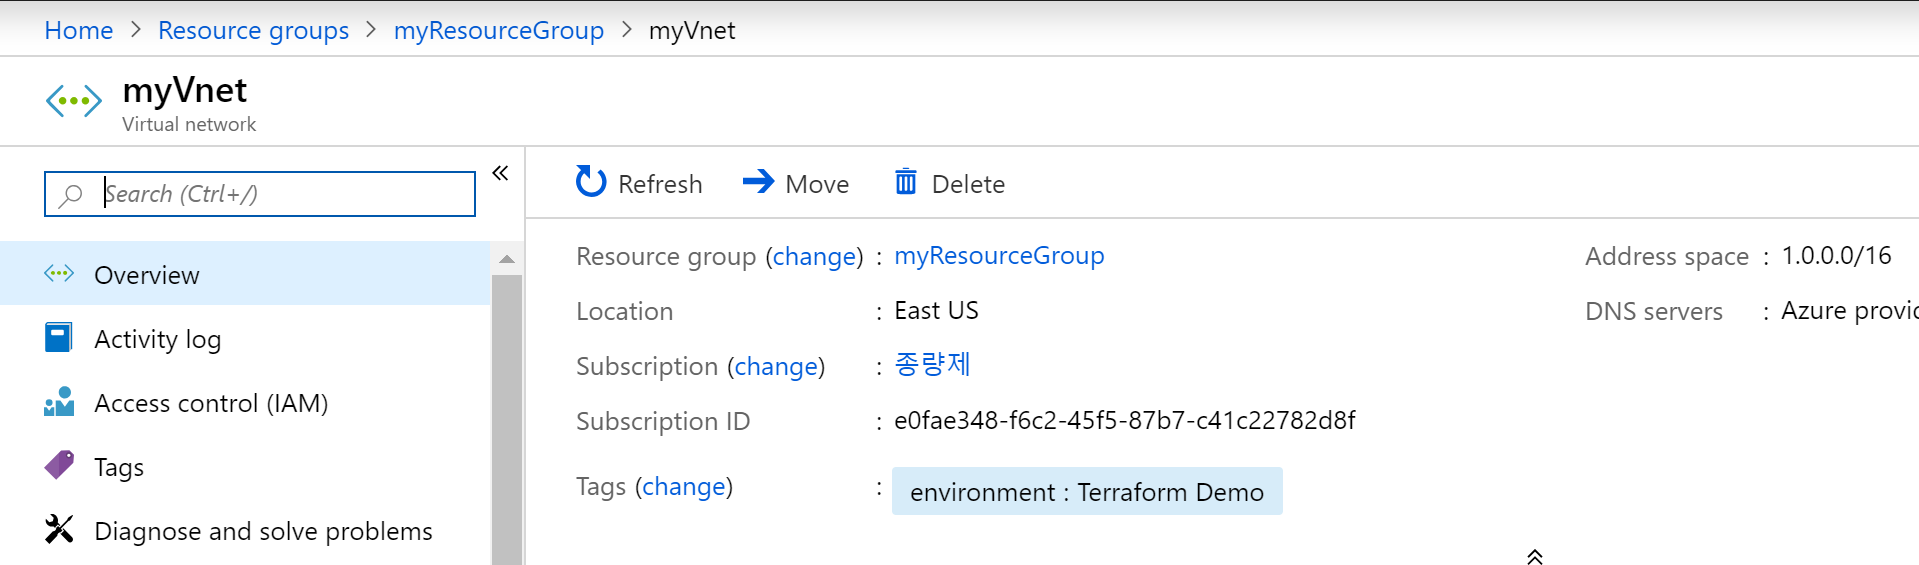 Home > Resource groups > myResourceGroup > myVnet
myVnet
Virtual network
Search (Ctrl+/)
«
Overview
Activity log
Access control (IAM)
Tags
Diagnose and solve problems
Refresh Move Delete
Resource group (change) : myResourceGroup
Location : East US
Subscription (change) : 종량제
Subscription ID : e0fae348-f6c2-45f5-87b7-c41c22782d8f
Tags (change) : environment : Terraform Demo
Address space : 1.0.0.0/16
DNS servers : Azure provic